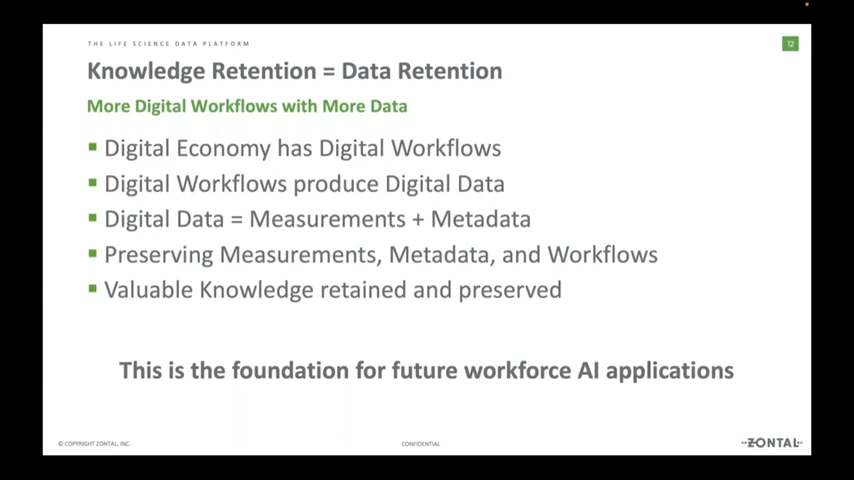 THE LIFE SCIENCE DATA PLATFORM
12
Knowledge Retention = Data Retention
More Digital Workflows with More Data
Digital Economy has Digital Workflows
Digital Workflows produce Digital Data
Digital Data = Measurements + Metadata
Preserving Measurements, Metadata, and Workflows
Valuable Knowledge retained and preserved
This is the foundation for future workforce AI applications
© COPYRIGHT ZONTAL, INC.
CONFIDENTIAL
ZONTAL